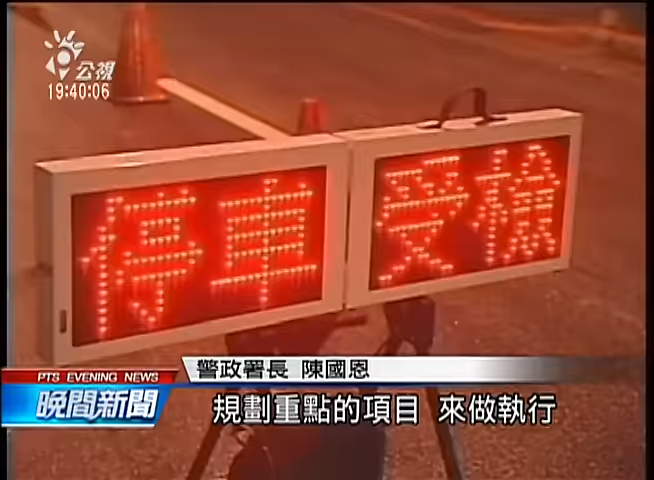 公視
19:40:06
停車受檢
警政署長 陳國恩
PTS EVENING NEWS
晚間新聞
規劃重點的項目 來做執行